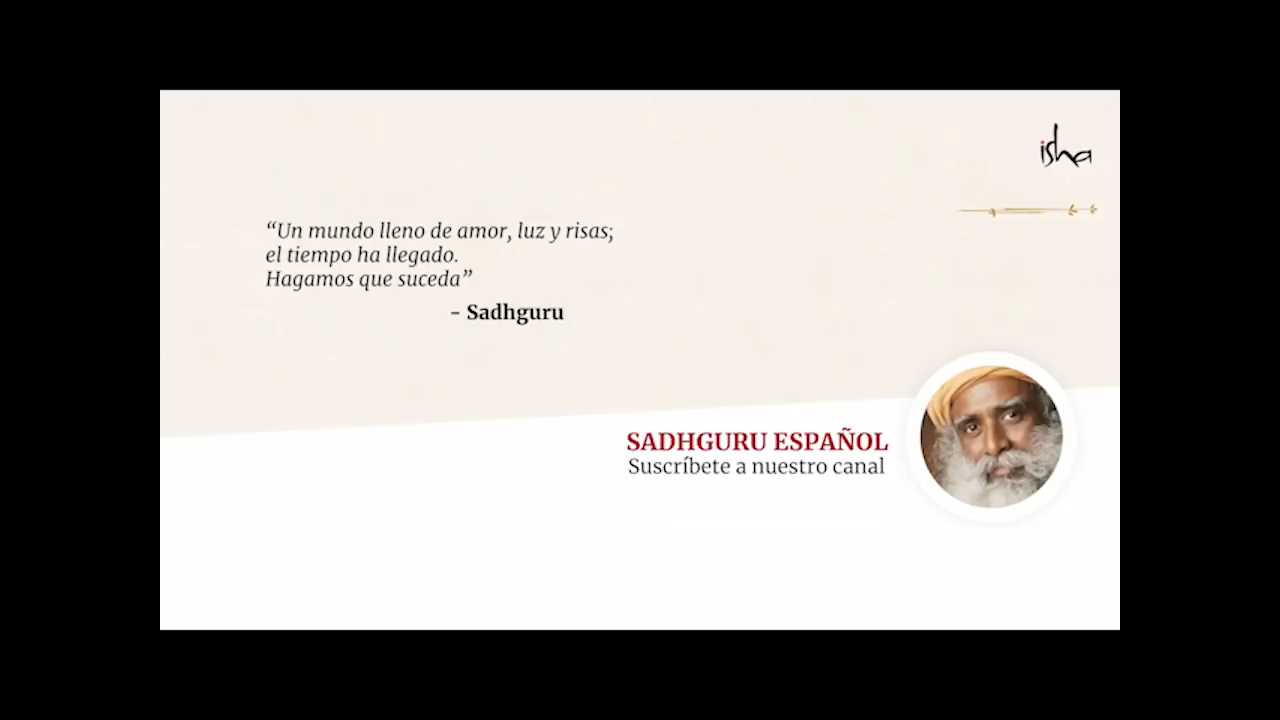 isha
“Un mundo lleno de amor, luz y risas;
el tiempo ha llegado.
Hagamos que suceda”
- Sadhguru
SADHGURU ESPAÑOL
Suscríbete a nuestro canal